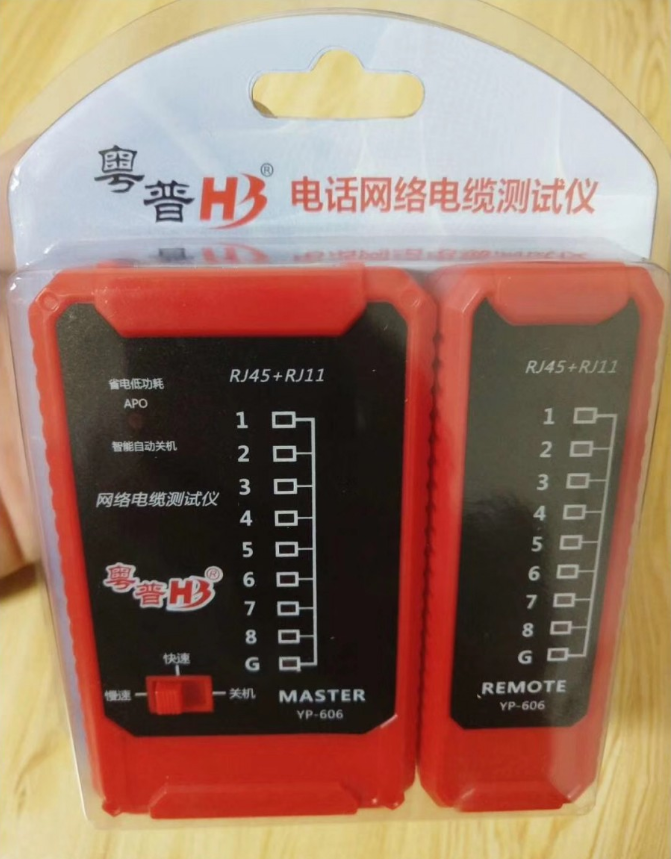 粤普HB® 电话网络电缆测试仪
省电低功耗
APO
智能自动关机
网络电缆测试仪
粤普HB®
RJ45+RJ11
1
2
3
4
5
6
7
8
G
快速
慢速
关机
MASTER
YP-606
RJ45+RJ11
1
2
3
4
5
6
7
8
G
REMOTE
YP-606